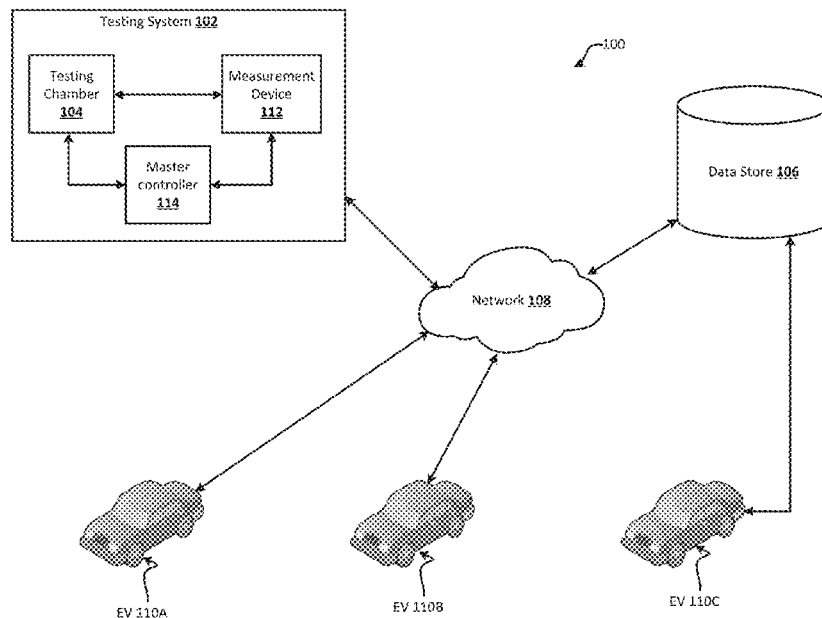 Testing System 102
100
Testing
Chamber
104
Measurement
Device
112
Master
controller
114
Data Store 106
Network 108
EV 110A
EV 110B
EV 110C